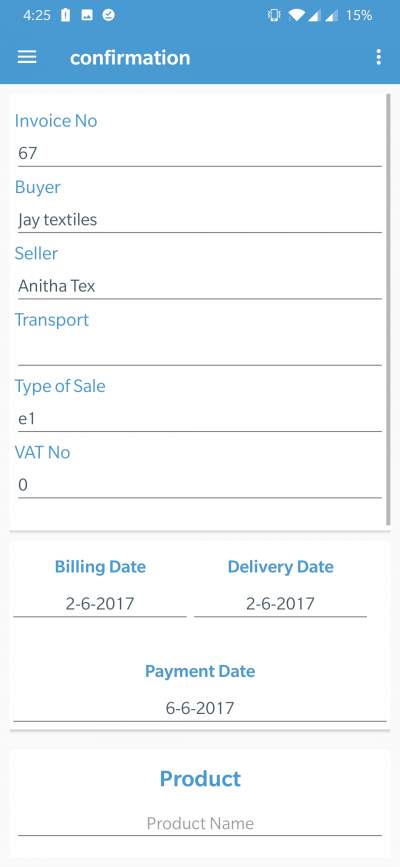 4:25 15%
confirmation
Invoice No
67
Buyer
Jay textiles
Seller
Anitha Tex
Transport
Type of Sale
e1
VAT No
0
Billing Date Delivery Date
2-6-2017 2-6-2017
Payment Date
6-6-2017
Product
Product Name